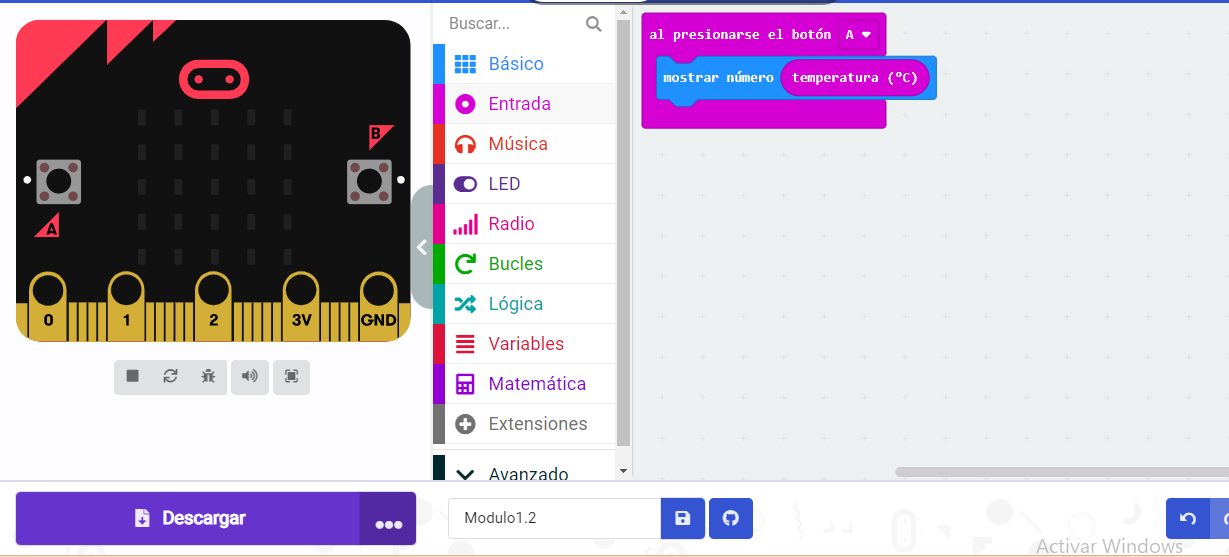 B
A
0 1 2 3V GND
Descargar
Buscar...
Básico
Entrada
Música
LED
Radio
Bucles
Lógica
Variables
Matemática
Extensiones
Avanzado
al presionarse el botón A
mostrar número temperatura (°C)
Modulo1.2
Activar Windows